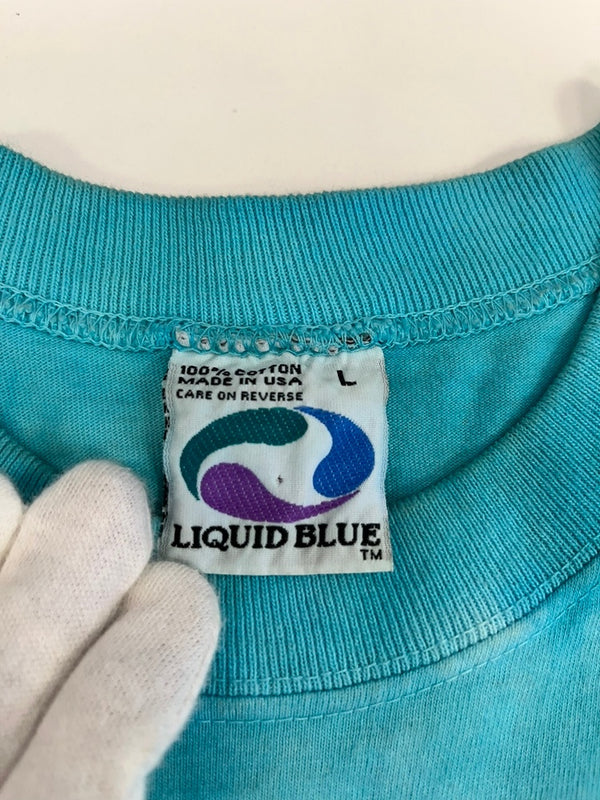 100% COTTON L
MADE IN USA
CARE ON REVERSE
LIQUID BLUE
TM